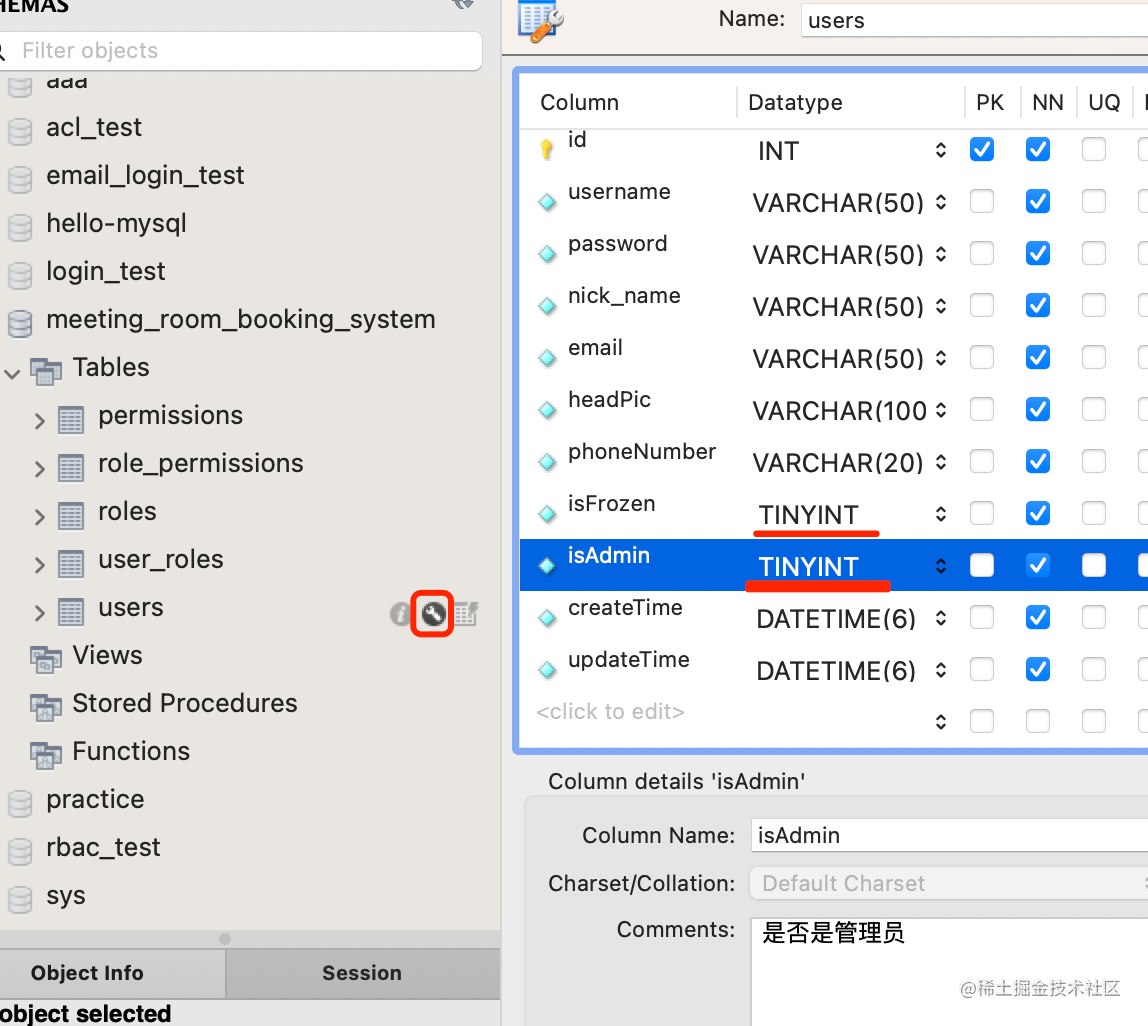 HEMAS
Filter objects
aaa
acl_test
email_login_test
hello-mysql
login_test
meeting_room_booking_system
Tables
permissions
role_permissions
roles
user_roles
users
Views
Stored Procedures
Functions
practice
rbac_test
sys
Object Info Session
object selected
Name: users
Column Datatype PK NN UQ
id INT
username VARCHAR(50)
password VARCHAR(50)
nick_name VARCHAR(50)
email VARCHAR(50)
headPic VARCHAR(100
phoneNumber VARCHAR(20)
isFrozen TINYINT
isAdmin TINYINT
createTime DATETIME(6)
updateTime DATETIME(6)
<click to edit>
Column details 'isAdmin'
Column Name: isAdmin
Charset/Collation: Default Charset
Comments: 是否是管理员
@稀土掘金技术社区